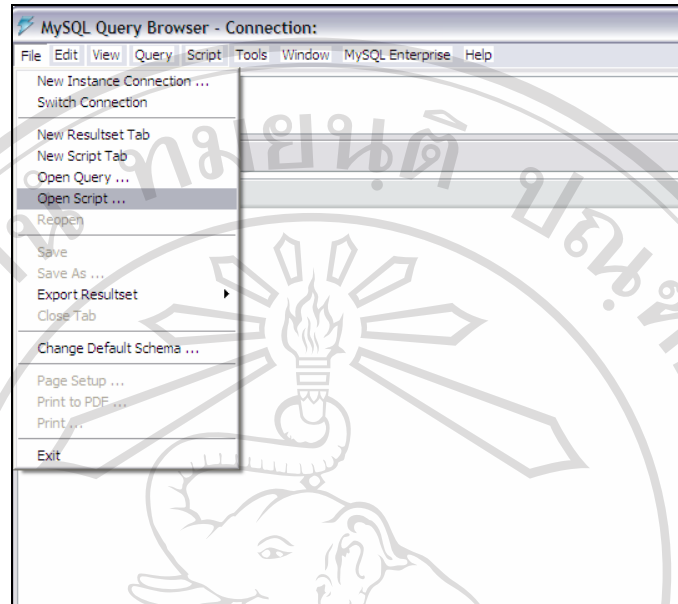 MySQL Query Browser - Connection:
File Edit View Query Script Tools Window MySQL Enterprise Help
New Instance Connection ...
Switch Connection
New Resultset Tab
New Script Tab
Open Query ...
Open Script ...
Reopen
Save
Save As ...
Export Resultset
Close Tab
Change Default Schema ...
Page Setup ...
Print to PDF ...
Print ...
Exit